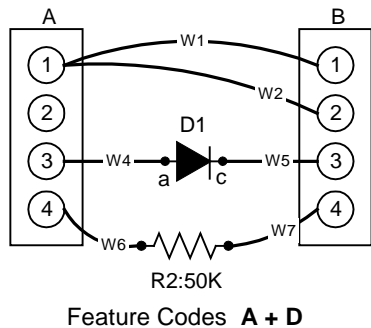 A B
W1
1 1
W2
2 D1 2
3 W4 a c W5 3
4 4
W6 W7
R2:50K
Feature Codes A + D